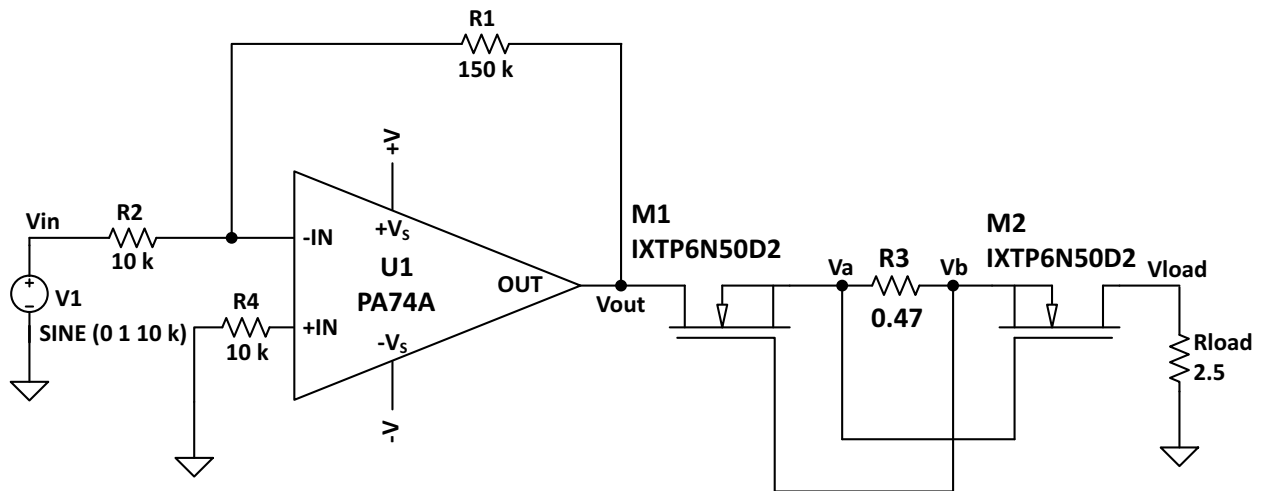 R1
150 k
+V
Vin
R2
10 k
-IN
+VS
U1
PA74A
OUT
Vout
V1
SINE (0 1 10 k)
R4
10 k
+IN
-VS
-V
M1
IXTP6N50D2
Va
R3
0.47
Vb
M2
IXTP6N50D2
Vload
Rload
2.5